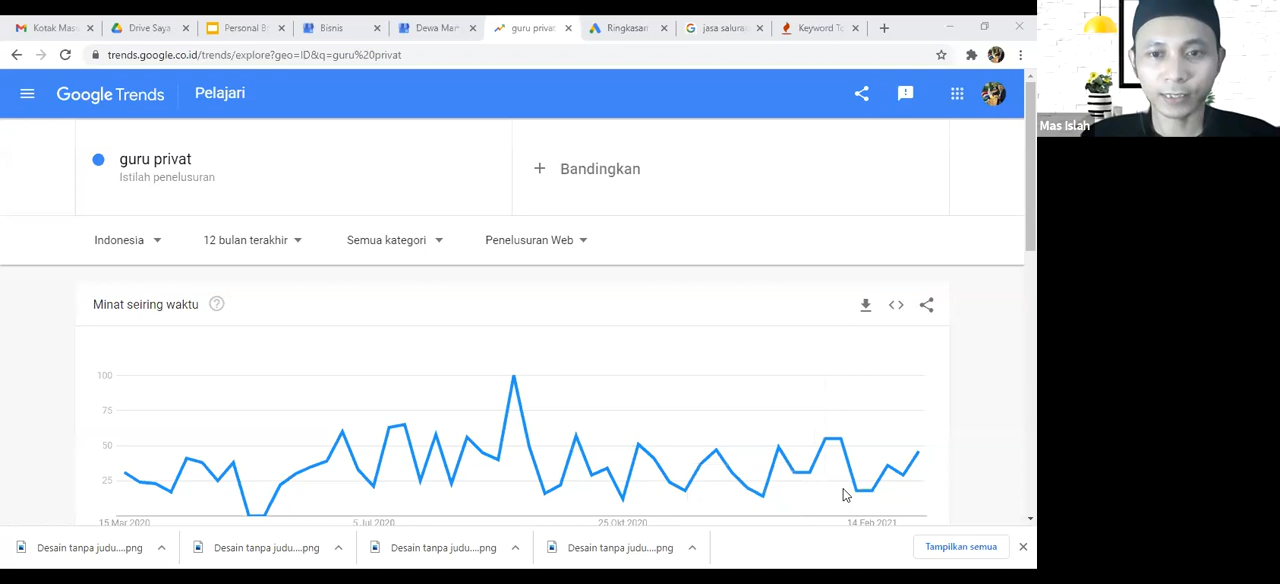 Kotak Mas
Drive Saya
Personal B
Bisnis
Dewa Mam
guru privat
Ringkasan
jasa salura
Keyword To
trends.google.co.id/trends/explore?geo=ID&q=guru%20privat
Google Trends
Pelajari
Mas Islah
guru privat
Istilah penelusuran
+ Bandingkan
Indonesia
12 bulan terakhir
Semua kategori
Penelusuran Web
Minat seiring waktu
100
75
50
25
15 Mar 2020
5 Jul 2020
25 Okt 2020
14 Feb 2021
Desain tanpa judu....png
Desain tanpa judu....png
Desain tanpa judu....png
Desain tanpa judu....png
Tampilkan semua